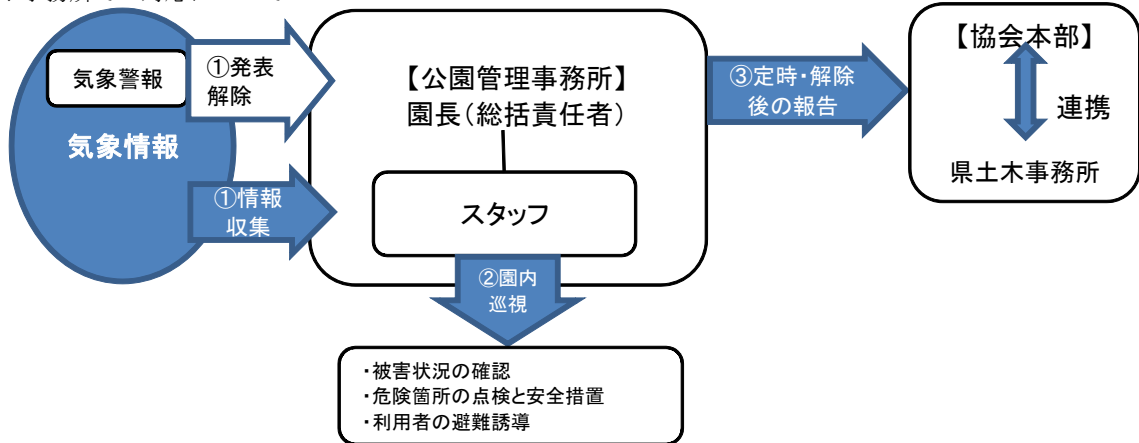 気象警報
気象情報
①発表
解除
①情報
収集
【公園管理事務所】
園長(総括責任者)
スタッフ
②園内
巡視
・被害状況の確認
・危険箇所の点検と安全措置
・利用者の避難誘導
③定時・解除
後の報告
【協会本部】
連携
県土木事務所